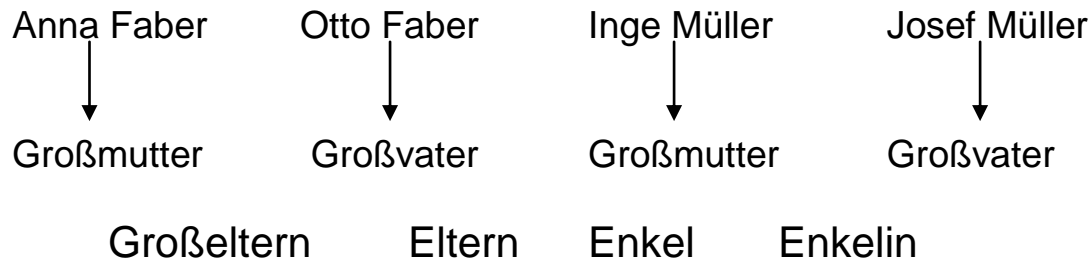 Anna Faber Otto Faber Inge Müller Josef Müller
Großmutter Großvater Großmutter Großvater
Großeltern Eltern Enkel Enkelin